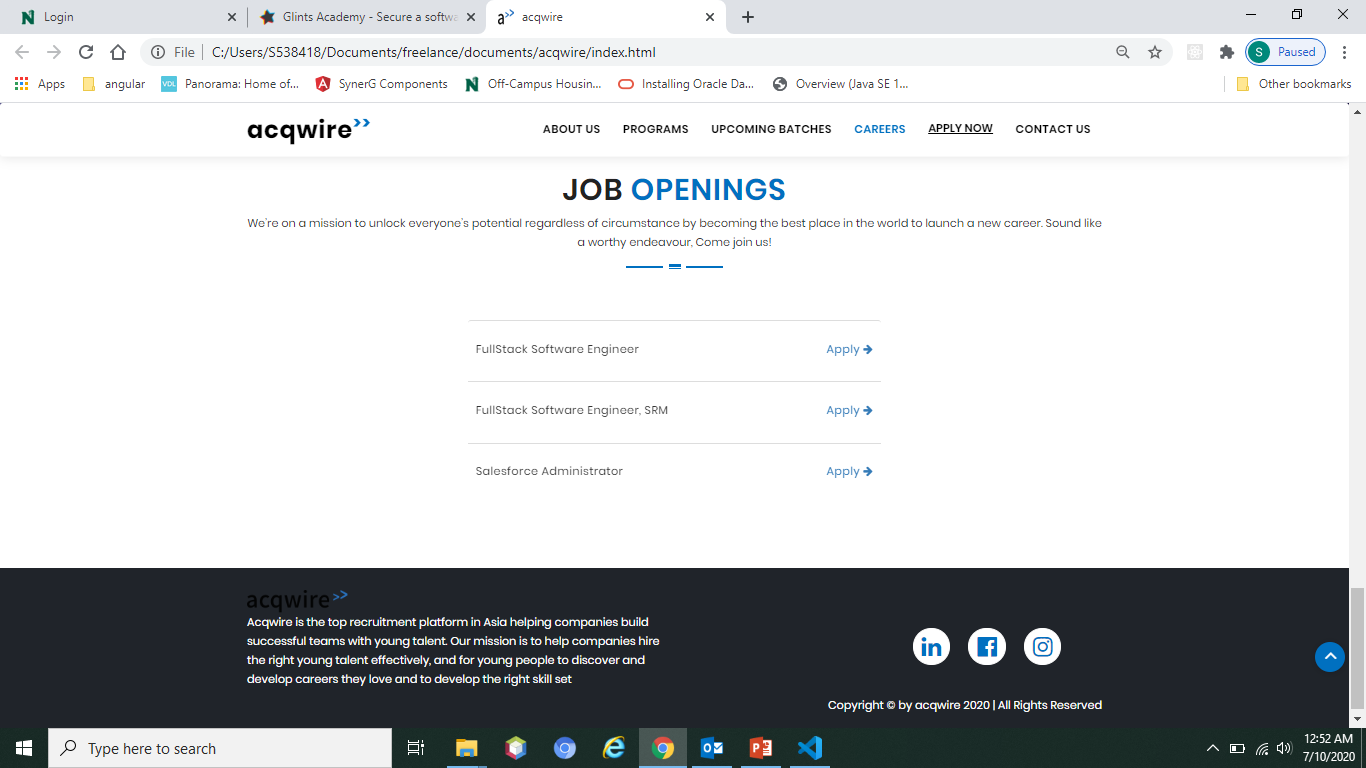 Login
Glints Academy - Secure a softwa
acqwire
File
C:/Users/S538418/Documents/freelance/documents/acqwire/index.html
S
Paused
Apps
angular
VDL
Panorama: Home of...
SynerG Components
Off-Campus Housin...
Installing Oracle Da...
Overview (Java SE 1...
Other bookmarks
acqwire>>
ABOUT US
PROGRAMS
UPCOMING BATCHES
CAREERS
APPLY NOW
CONTACT US
JOB OPENINGS
We're on a mission to unlock everyone's potential regardless of circumstance by becoming the best place in the world to launch a new career. Sound like
a worthy endeavour, Come join us!
FullStack Software Engineer
Apply
FullStack Software Engineer, SRM
Apply
Salesforce Administrator
Apply
acqwire>>
Acqwire is the top recruitment platform in Asia helping companies build
successful teams with young talent. Our mission is to help companies hire
the right young talent effectively, and for young people to discover and
develop careers they love and to develop the right skill set
Copyright © by acqwire 2020 | All Rights Reserved
Type here to search
12:52 AM
7/10/2020